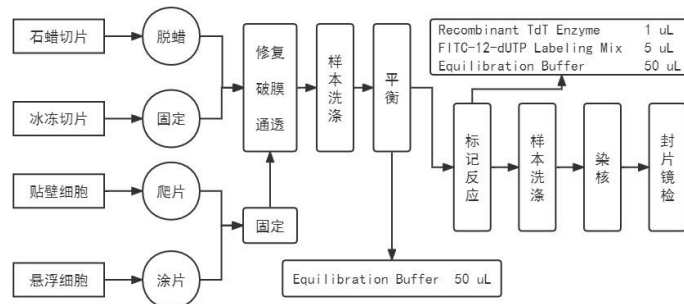 石蜡切片
脱蜡
冰冻切片
固定
贴壁细胞
爬片
悬浮细胞
涂片
固定
修复
破膜
通透
样本洗涤
平衡
Equilibration Buffer 50 uL
Recombinant TdT Enzyme 1 uL
FITC-12-dUTP Labeling Mix 5 uL
Equilibration Buffer 50 uL
标记反应
样本洗涤
染核
封片镜检